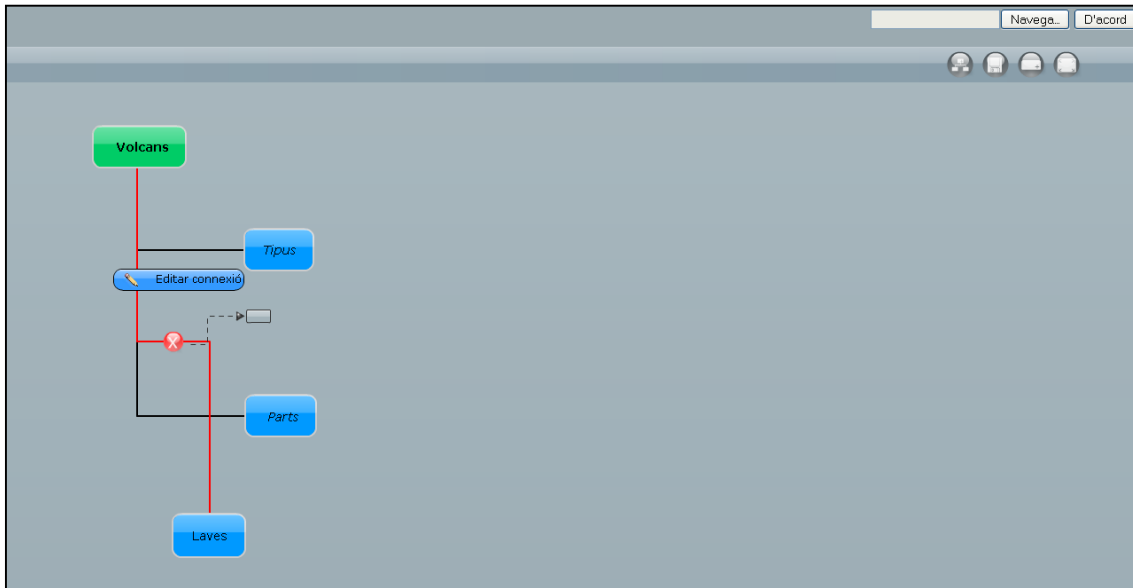 Navega... D'acord
Volcans
Tipus
Editar connexió
Parts
Laves